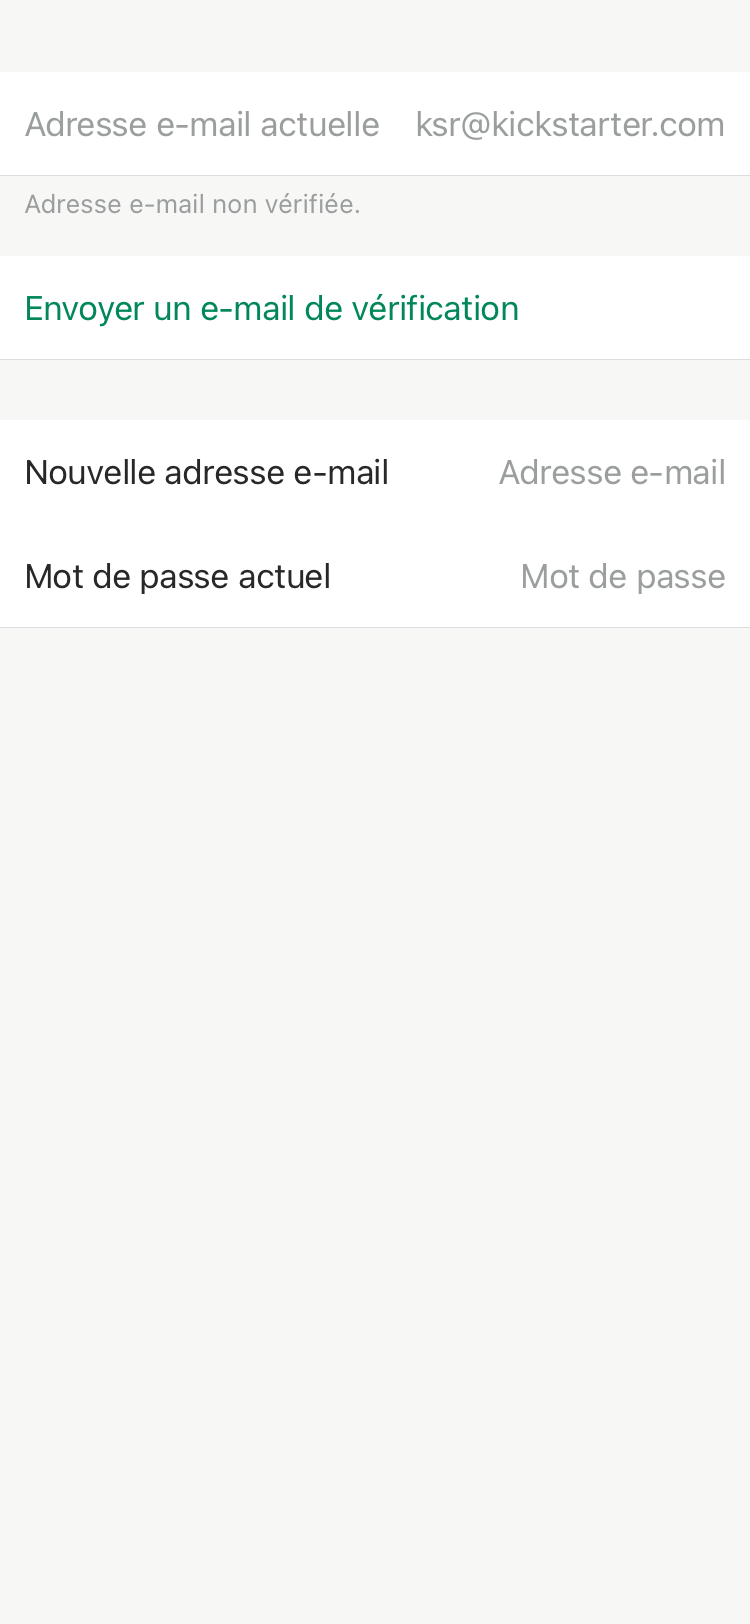 Adresse e-mail actuelle ksr@kickstarter.com
Adresse e-mail non vérifiée.
Envoyer un e-mail de vérification
Nouvelle adresse e-mail Adresse e-mail
Mot de passe actuel Mot de passe